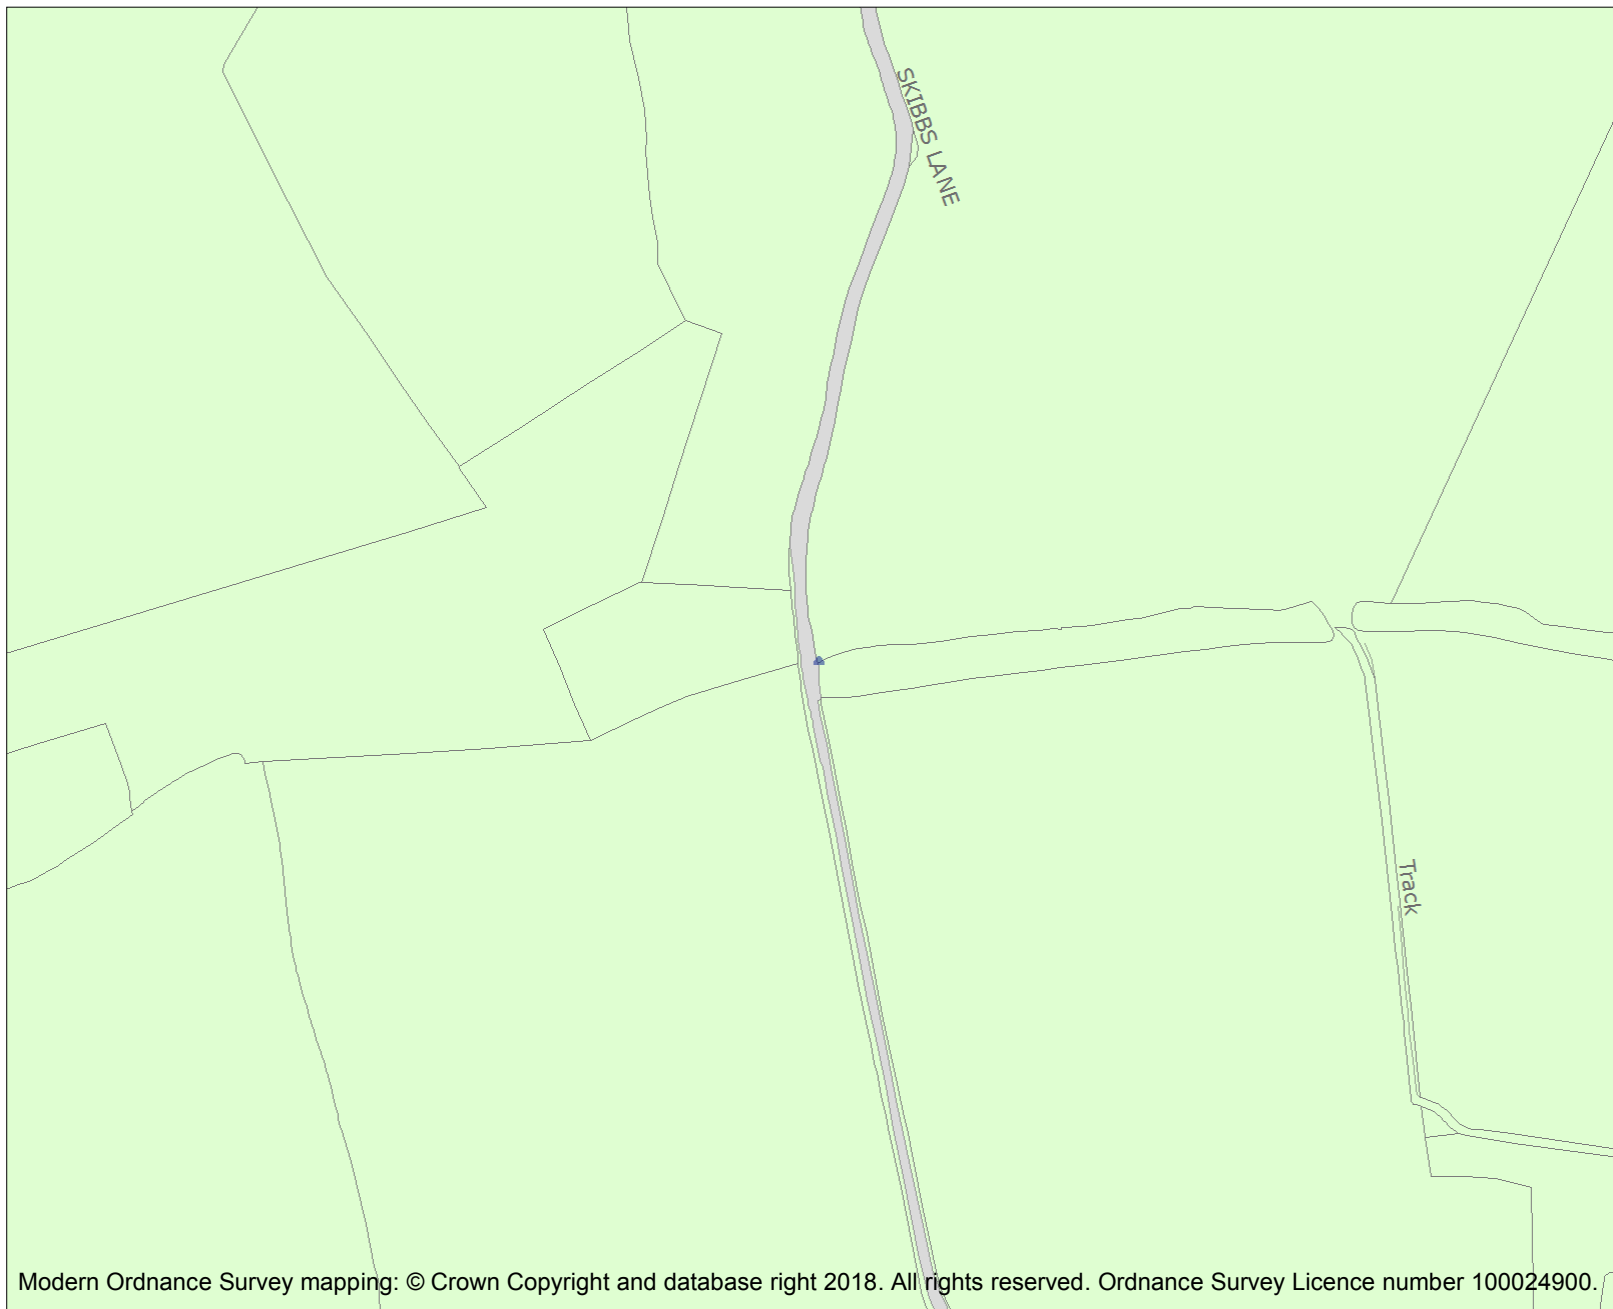 SKIBBS LANE
Track
Modern Ordnance Survey mapping: © Crown Copyright and database right 2018. All rights reserved. Ordnance Survey Licence number 100024900.